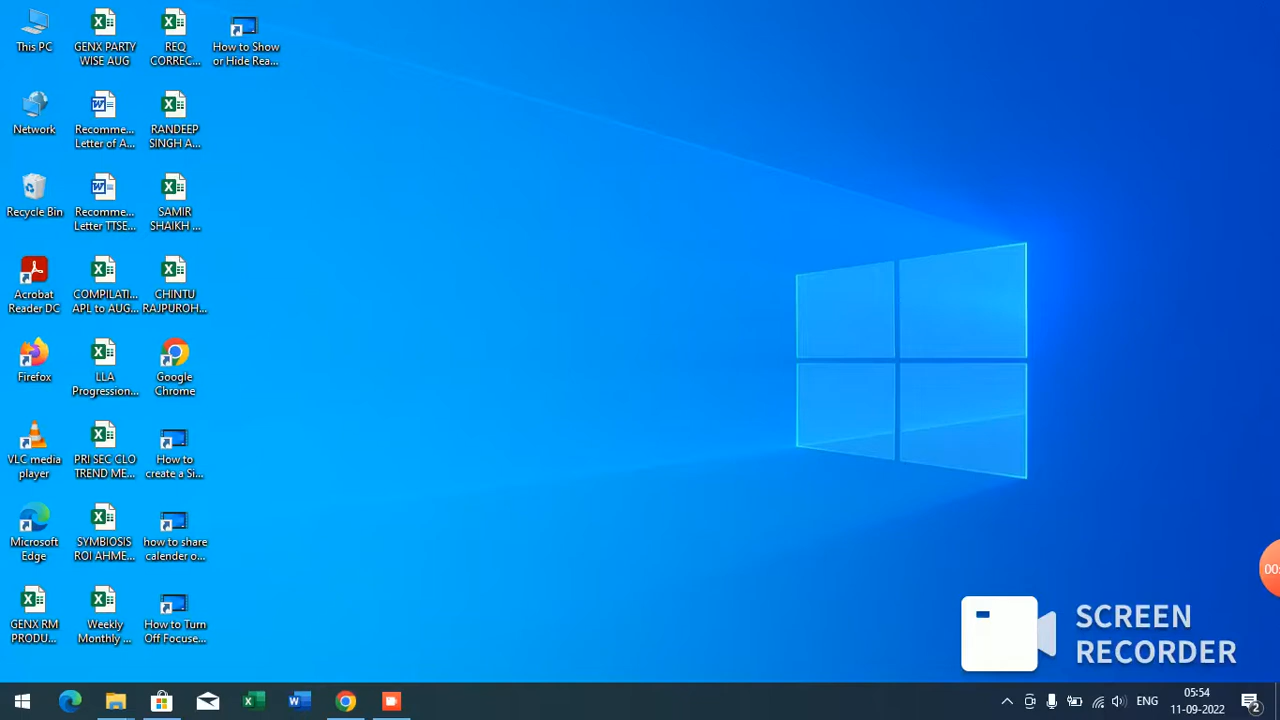 This PC
GENX PARTY
WISE AUG
REQ
CORREC...
How to Show
or Hide Rea...
Network
Recomme...
Letter of A...
RANDEEP
SINGH A...
Recycle Bin
Recomme...
Letter TTSE...
SAMIR
SHAIKH ...
Acrobat
Reader DC
COMPILATI...
APL to AUG...
CHINTU
RAJPUROH...
Firefox
LLA
Progression...
Google
Chrome
VLC media
player
PRI SEC CLO
TREND ME...
How to
create a Si...
Microsoft
Edge
SYMBIOSIS
ROI AHME...
how to share
calender o...
GENX RM
PRODU...
Weekly
Monthly ...
How to Turn
Off Focuse...
00:
SCREEN
RECORDER
ENG
05:54
11-09-2022
2